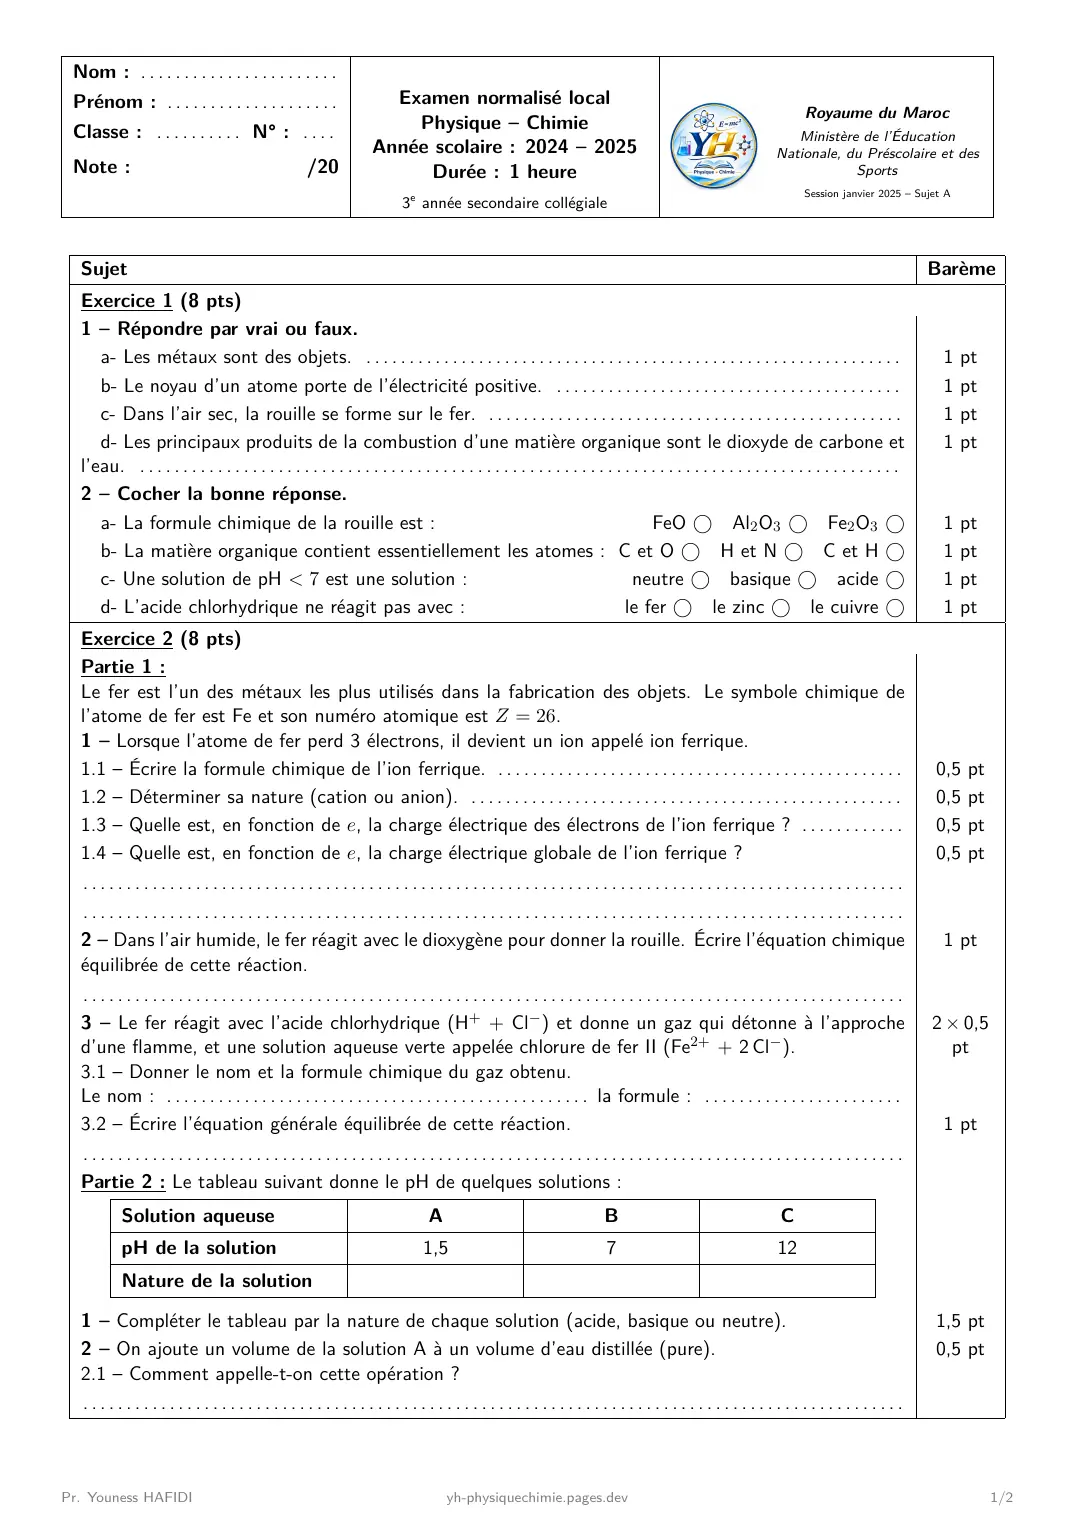 Nom : .......................
Prénom : ....................
Classe : .......... N° : ....
Note : /20
Examen normalisé local
Physique – Chimie
Année scolaire : 2024 – 2025
Durée : 1 heure
3e année secondaire collégiale
E=mc²
YH
Physique - Chimie
Royaume du Maroc
Ministère de l'Éducation
Nationale, du Préscolaire et des
Sports
Session janvier 2025 – Sujet A
Sujet Barème
Exercice 1 (8 pts)
1 – Répondre par vrai ou faux.
a- Les métaux sont des objets. .............................................................. 1 pt
b- Le noyau d'un atome porte de l'électricité positive. ........................................ 1 pt
c- Dans l'air sec, la rouille se forme sur le fer. ................................................ 1 pt
d- Les principaux produits de la combustion d'une matière organique sont le dioxyde de carbone et 1 pt
l'eau. ........................................................................................
2 – Cocher la bonne réponse.
a- La formule chimique de la rouille est : FeO ◯ Al₂O₃ ◯ Fe₂O₃ ◯ 1 pt
b- La matière organique contient essentiellement les atomes : C et O ◯ H et N ◯ C et H ◯ 1 pt
c- Une solution de pH < 7 est une solution : neutre ◯ basique ◯ acide ◯ 1 pt
d- L'acide chlorhydrique ne réagit pas avec : le fer ◯ le zinc ◯ le cuivre ◯ 1 pt
Exercice 2 (8 pts)
Partie 1 :
Le fer est l'un des métaux les plus utilisés dans la fabrication des objets. Le symbole chimique de
l'atome de fer est Fe et son numéro atomique est Z = 26.
1 – Lorsque l'atome de fer perd 3 électrons, il devient un ion appelé ion ferrique.
1.1 – Écrire la formule chimique de l'ion ferrique. ............................................... 0,5 pt
1.2 – Déterminer sa nature (cation ou anion). .................................................. 0,5 pt
1.3 – Quelle est, en fonction de e, la charge électrique des électrons de l'ion ferrique ? ............ 0,5 pt
1.4 – Quelle est, en fonction de e, la charge électrique globale de l'ion ferrique ? 0,5 pt
...............................................................................................
...............................................................................................
2 – Dans l'air humide, le fer réagit avec le dioxygène pour donner la rouille. Écrire l'équation chimique 1 pt
équilibrée de cette réaction.
...............................................................................................
3 – Le fer réagit avec l'acide chlorhydrique (H⁺ + Cl⁻) et donne un gaz qui détonne à l'approche 2 × 0,5
d'une flamme, et une solution aqueuse verte appelée chlorure de fer II (Fe²⁺ + 2 Cl⁻). pt
3.1 – Donner le nom et la formule chimique du gaz obtenu.
Le nom : ................................................. la formule : .......................
3.2 – Écrire l'équation générale équilibrée de cette réaction. 1 pt
...............................................................................................
Partie 2 : Le tableau suivant donne le pH de quelques solutions :
Solution aqueuse A B C
pH de la solution 1,5 7 12
Nature de la solution
1 – Compléter le tableau par la nature de chaque solution (acide, basique ou neutre). 1,5 pt
2 – On ajoute un volume de la solution A à un volume d'eau distillée (pure). 0,5 pt
2.1 – Comment appelle-t-on cette opération ?
...............................................................................................
Pr. Youness HAFIDI yh-physiquechimie.pages.dev 1/2